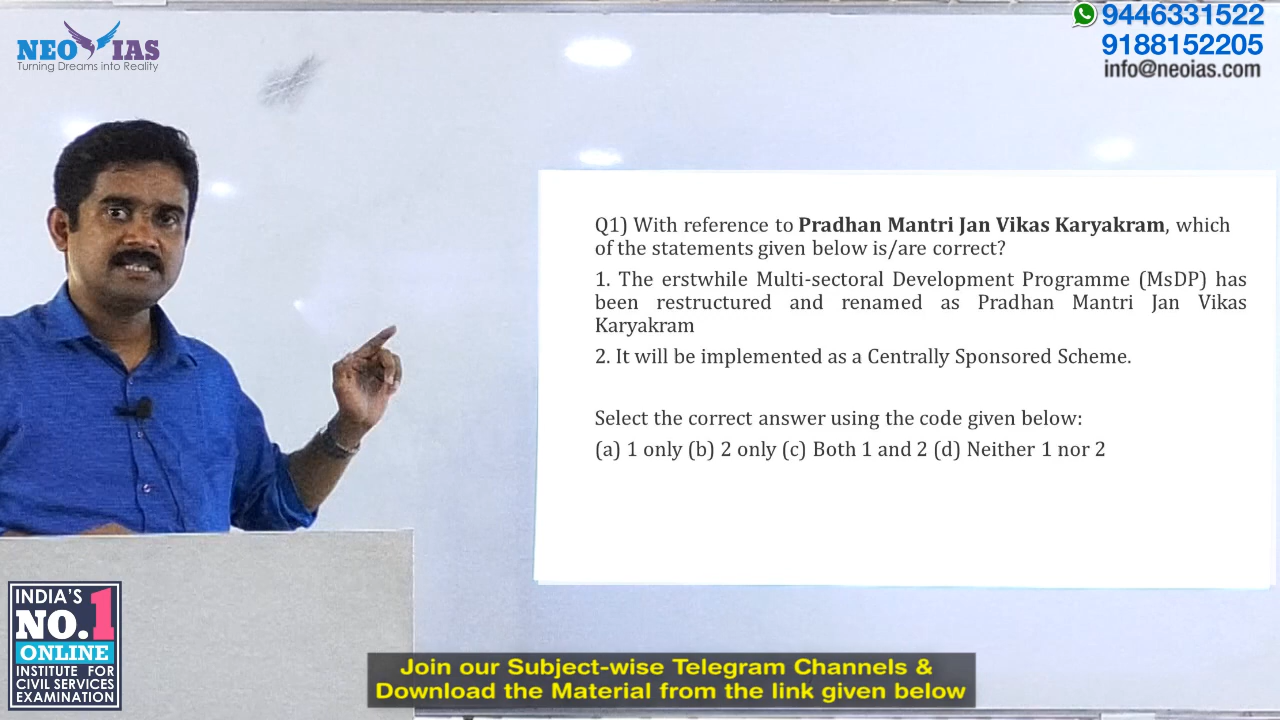 NEO IAS
Turning Dreams into Reality
9446331522
9188152205
info@neoias.com
Q1) With reference to Pradhan Mantri Jan Vikas Karyakram, which
of the statements given below is/are correct?
1. The erstwhile Multi-sectoral Development Programme (MsDP) has
been restructured and renamed as Pradhan Mantri Jan Vikas
Karyakram
2. It will be implemented as a Centrally Sponsored Scheme.
Select the correct answer using the code given below:
(a) 1 only (b) 2 only (c) Both 1 and 2 (d) Neither 1 nor 2
INDIA'S
NO.1
ONLINE
INSTITUTE FOR
CIVIL SERVICES
EXAMINATION
Join our Subject-wise Telegram Channels &
Download the Material from the link given below